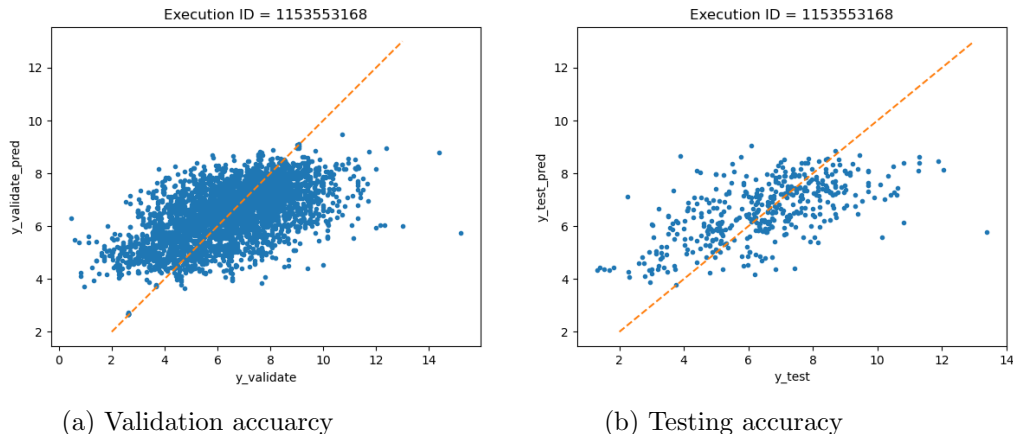 Execution ID = 1153553168
12
10
8
6
4
2
y_validate_pred
0 2 4 6 8 10 12 14
y_validate
(a) Validation accuarcy
Execution ID = 1153553168
12
10
8
6
4
2
y_test_pred
2 4 6 8 10 12 14
y_test
(b) Testing accuracy